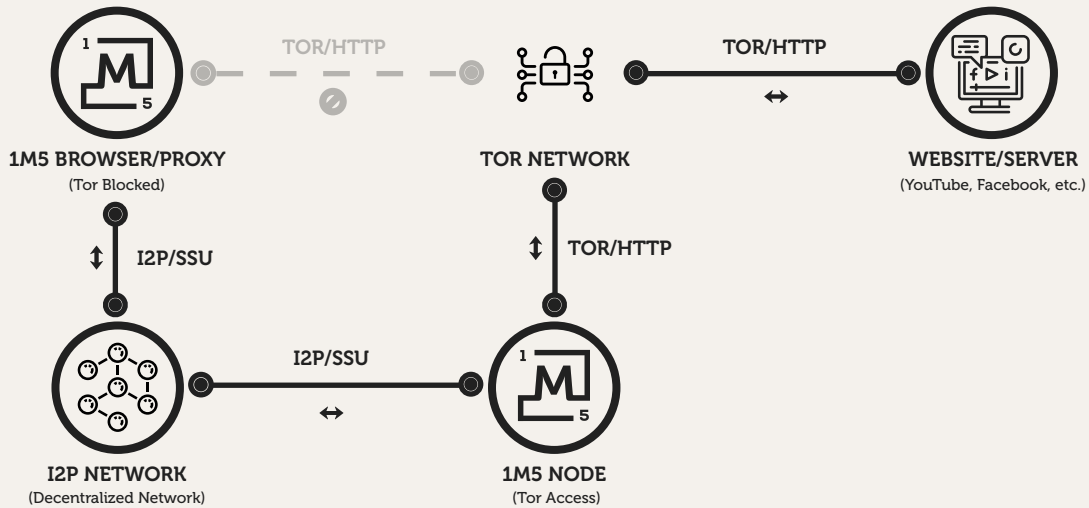 1
M
5
TOR/HTTP
TOR/HTTP
f
i
1M5 BROWSER/PROXY
(Tor Blocked)
TOR NETWORK
WEBSITE/SERVER
(YouTube, Facebook, etc.)
I2P/SSU
TOR/HTTP
I2P/SSU
1
M
5
I2P NETWORK
(Decentralized Network)
1M5 NODE
(Tor Access)